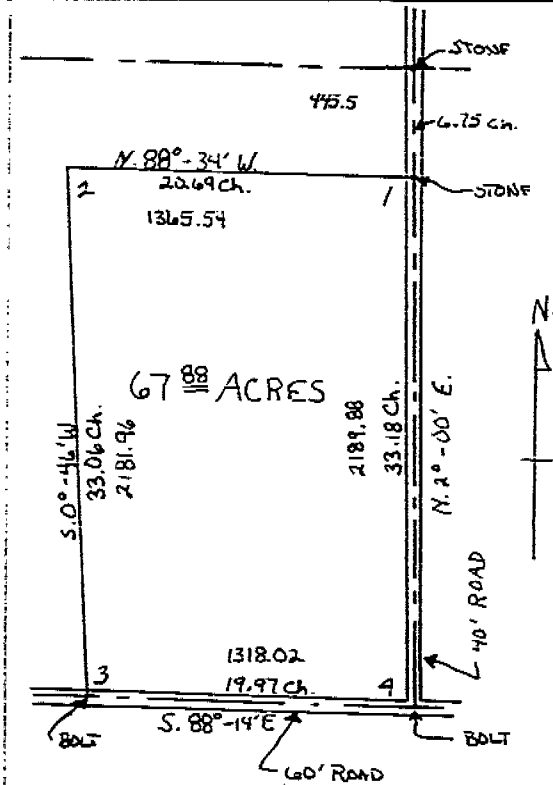 STONE
445.5
6.75 Ch.
N. 88°-34' W.
20.69 Ch.
STONE
2
1
1365.54
N.
67 88 ACRES
S. 0°-46' W
33.06 Ch.
2181.96
2189.88
33.18 Ch.
N. 2°-00' E.
40' ROAD
1318.02
3
19.97 Ch.
4
S. 88°-14' E
BOLT
BOLT
60' ROAD